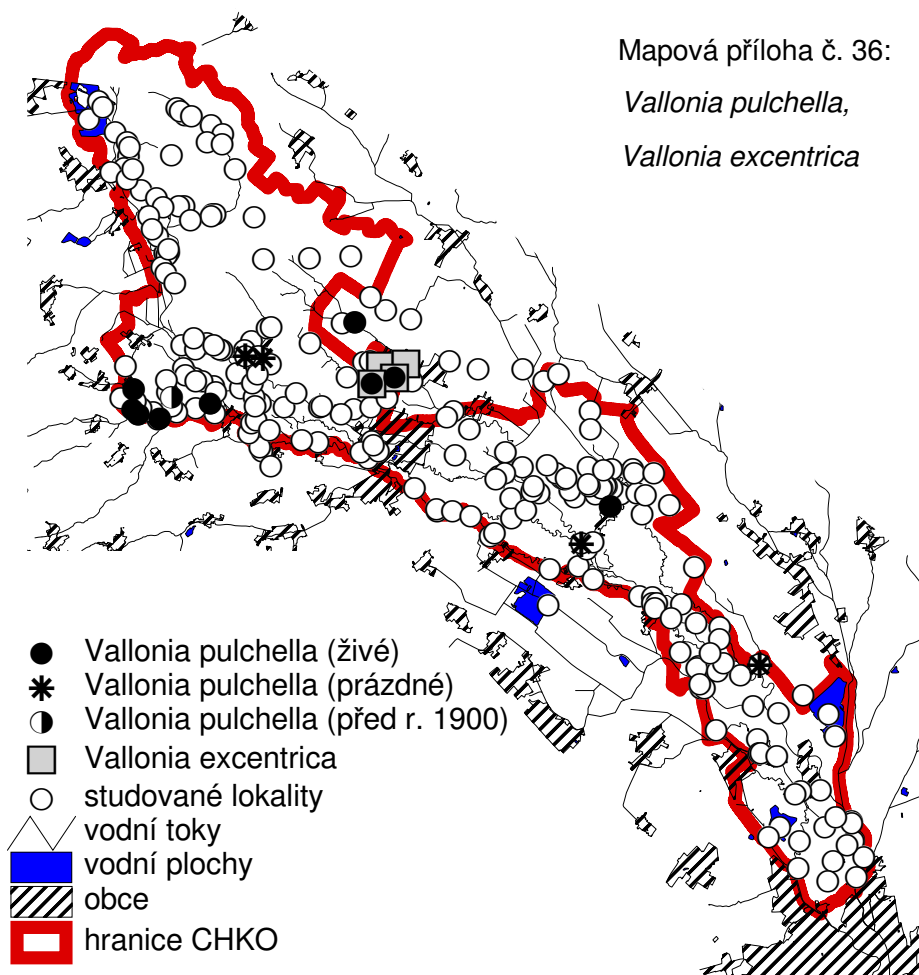 Mapová příloha č. 36:
Vallonia pulchella,
Vallonia excentrica
Vallonia pulchella (živé)
Vallonia pulchella (prázdné)
Vallonia pulchella (před r. 1900)
Vallonia excentrica
studované lokality
vodní toky
vodní plochy
obce
hranice CHKO